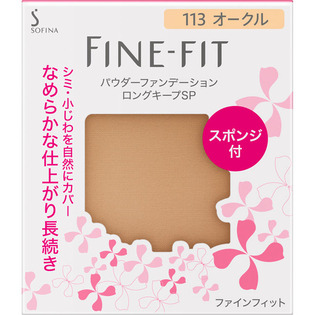 113 オークル
SOFINA
FINE-FIT
パウダーファンデーション
ロングキープSP
スポンジ
付
シミ・小じわを自然にカバー
なめらかな仕上がり長続き
ファインフィット